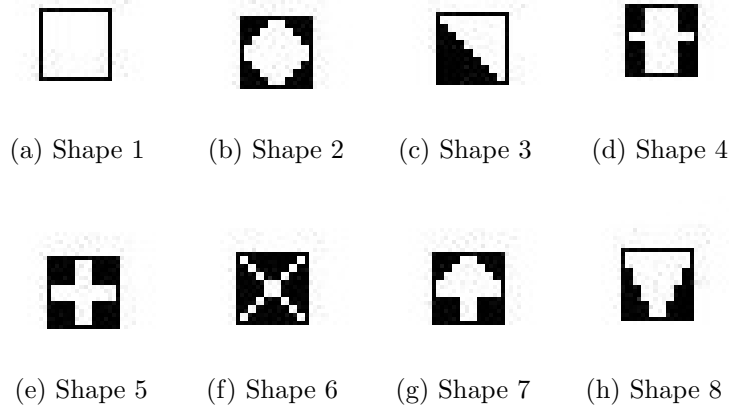 (a) Shape 1
(b) Shape 2
(c) Shape 3
(d) Shape 4
(e) Shape 5
(f) Shape 6
(g) Shape 7
(h) Shape 8